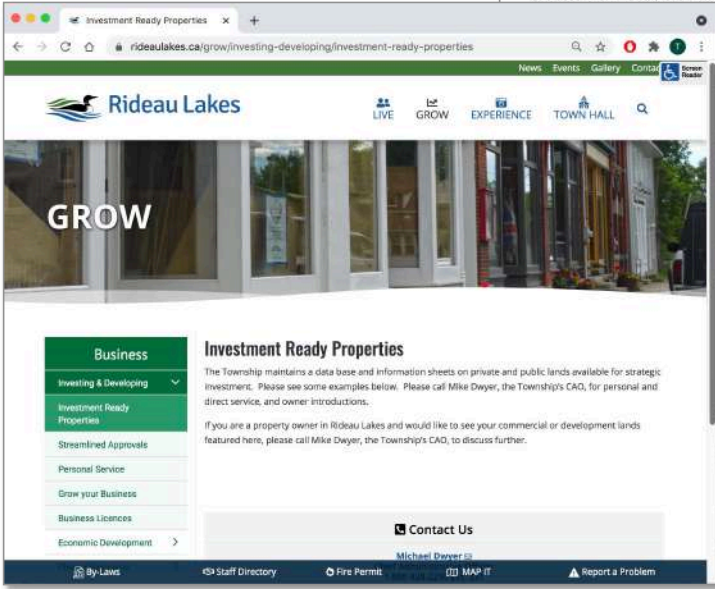 Investment Ready Properties
rideaulakes.ca/grow/investing-developing/investment-ready-properties
News Events Gallery Contac
Screen
Reader
Rideau Lakes
LIVE GROW EXPERIENCE TOWN HALL
GROW
Business
Investing & Developing
Investment Ready
Properties
Streamlined Approvals
Personal Service
Grow your Business
Business Licences
Economic Development
Investment Ready Properties
The Township maintains a data base and information sheets on private and public lands available for strategic
investment. Please see some examples below. Please call Mike Dwyer, the Township's CAO, for personal and
direct service, and owner introductions.
If you are a property owner in Rideau Lakes and would like to see your commercial or development lands
featured here, please call Mike Dwyer, the Township's CAO, to discuss further.
Contact Us
Michael Dwyer
By-Laws Staff Directory Fire Permit MAP IT Report a Problem